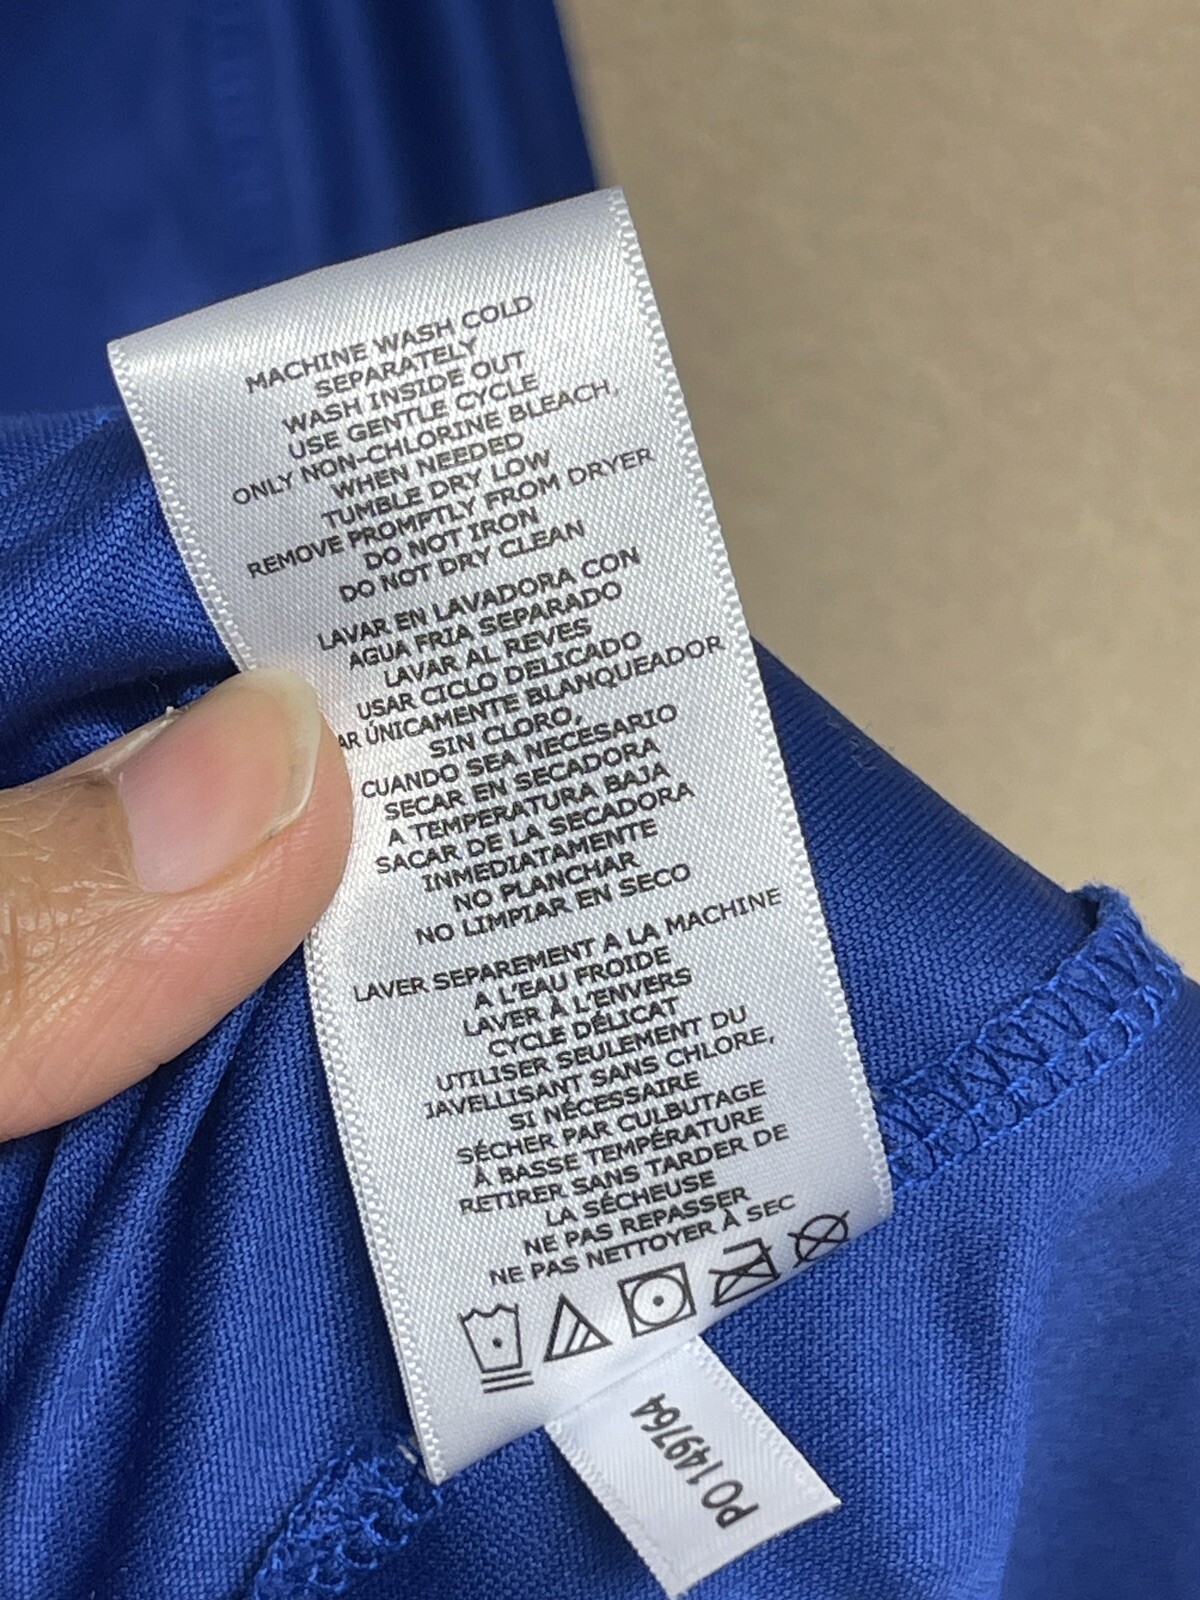 MACHINE WASH COLD
SEPARATELY
WASH INSIDE OUT
USE GENTLE CYCLE
ONLY NON-CHLORINE BLEACH,
WHEN NEEDED
TUMBLE DRY LOW
REMOVE PROMPTLY FROM DRYER
DO NOT IRON
DO NOT DRY CLEAN
LAVAR EN LAVADORA CON
AGUA FRIA SEPARADO
LAVAR AL REVES
USAR CICLO DELICADO
AR ÚNICAMENTE BLANQUEADOR
SIN CLORO,
CUANDO SEA NECESARIO
SECAR EN SECADORA
A TEMPERATURA BAJA
SACAR DE LA SECADORA
INMEDIATAMENTE
NO PLANCHAR
NO LIMPIAR EN SECO
LAVER SEPAREMENT A LA MACHINE
A L'EAU FROIDE
LAVER À L'ENVERS
CYCLE DÉLICAT
UTILISER SEULEMENT DU
JAVELLISANT SANS CHLORE,
SI NÉCESSAIRE
SÉCHER PAR CULBUTAGE
À BASSE TEMPÉRATURE
RETIRER SANS TARDER DE
LA SÉCHEUSE
NE PAS REPASSER
NE PAS NETTOYER À SEC
PO 149764